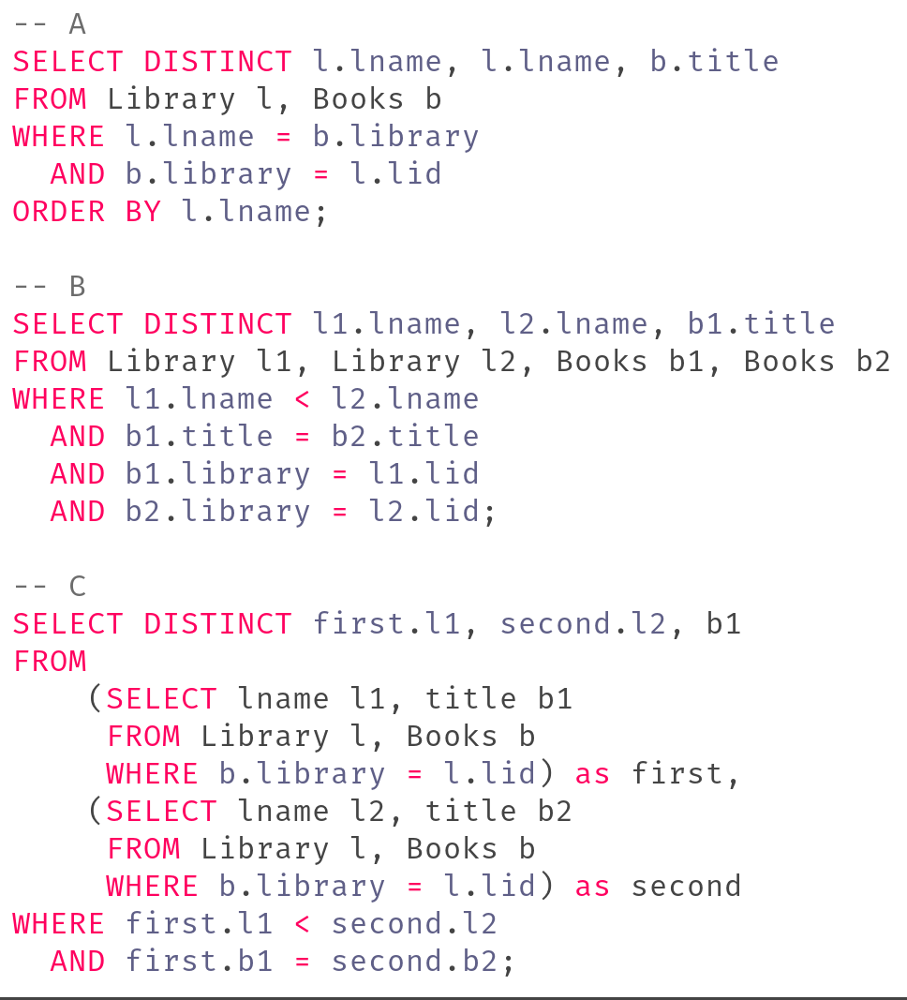 -- A
SELECT DISTINCT l.lname, l.lname, b.title
FROM Library l, Books b
WHERE l.lname = b.library
  AND b.library = l.lid
ORDER BY l.lname;

-- B
SELECT DISTINCT l1.lname, l2.lname, b1.title
FROM Library l1, Library l2, Books b1, Books b2
WHERE l1.lname < l2.lname
  AND b1.title = b2.title
  AND b1.library = l1.lid
  AND b2.library = l2.lid;

-- C
SELECT DISTINCT first.l1, second.l2, b1
FROM
    (SELECT lname l1, title b1
     FROM Library l, Books b
     WHERE b.library = l.lid) as first,
    (SELECT lname l2, title b2
     FROM Library l, Books b
     WHERE b.library = l.lid) as second
WHERE first.l1 < second.l2
  AND first.b1 = second.b2;